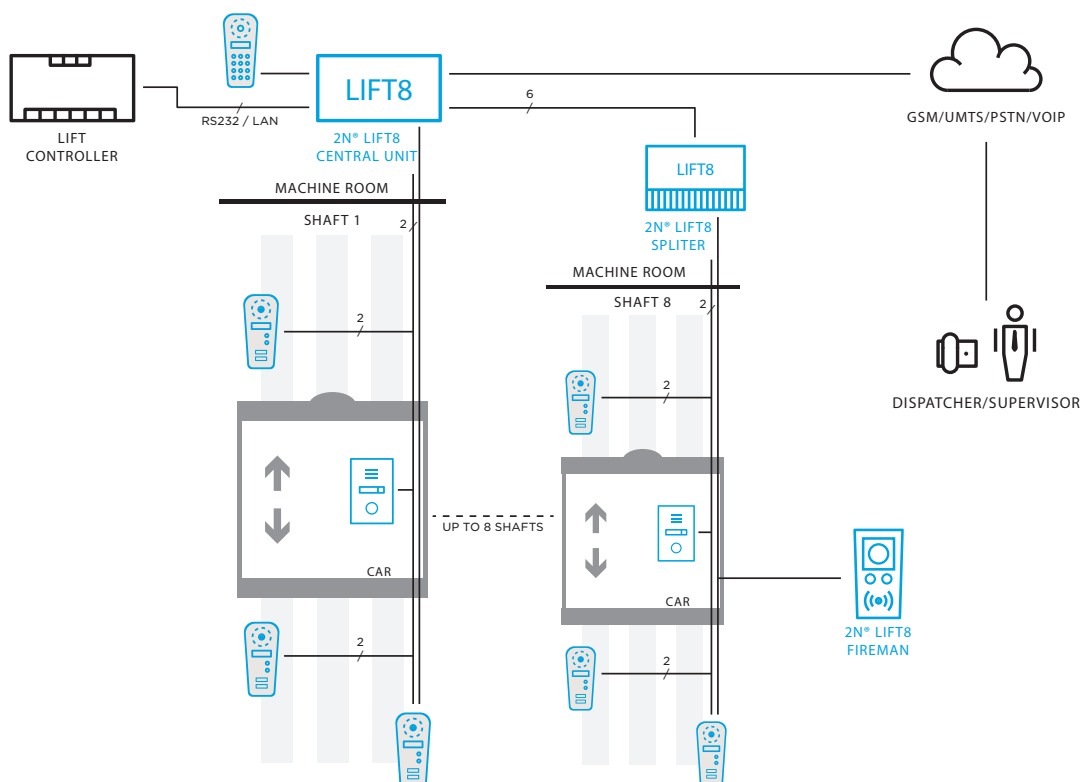 LIFT
CONTROLLER
RS232 / LAN
LIFT8
2N® LIFT8
CENTRAL UNIT
6
GSM/UMTS/PSTN/VOIP
LIFT8
2N® LIFT8
SPLITER
MACHINE ROOM
SHAFT 1
2
MACHINE ROOM
SHAFT 8
2
2
2
DISPATCHER/SUPERVISOR
UP TO 8 SHAFTS
CAR
CAR
2N® LIFT8
FIREMAN
2
2